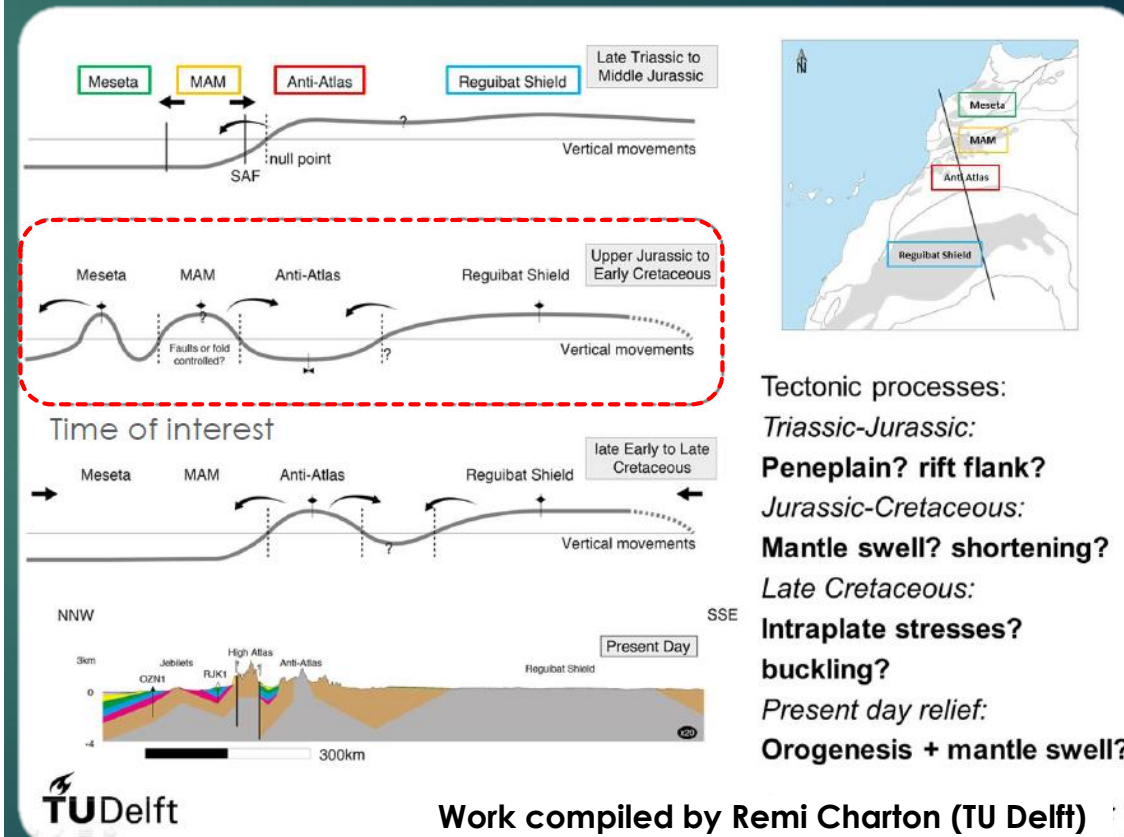 Late Triassic to
Middle Jurassic
Meseta MAM Anti-Atlas Reguibat Shield
?
Vertical movements
null point
SAF
Upper Jurassic to
Early Cretaceous
Meseta MAM Anti-Atlas Reguibat Shield
?
Faults or fold
controlled?
?
Vertical movements
Time of interest
late Early to Late
Cretaceous
Meseta MAM Anti-Atlas Reguibat Shield
?
Vertical movements
NNW SSE
Present Day
3km
0
-4
OZN1
Jebilets
RJK1
High Atlas
Anti-Atlas
Reguibat Shield
x20
300km
N
Meseta
MAM
Anti Atlas
Reguibat Shield
Tectonic processes:
Triassic-Jurassic:
Peneplain? rift flank?
Jurassic-Cretaceous:
Mantle swell? shortening?
Late Cretaceous:
Intraplate stresses?
buckling?
Present day relief:
Orogenesis + mantle swell?
TUDelft
Work compiled by Remi Charton (TU Delft)